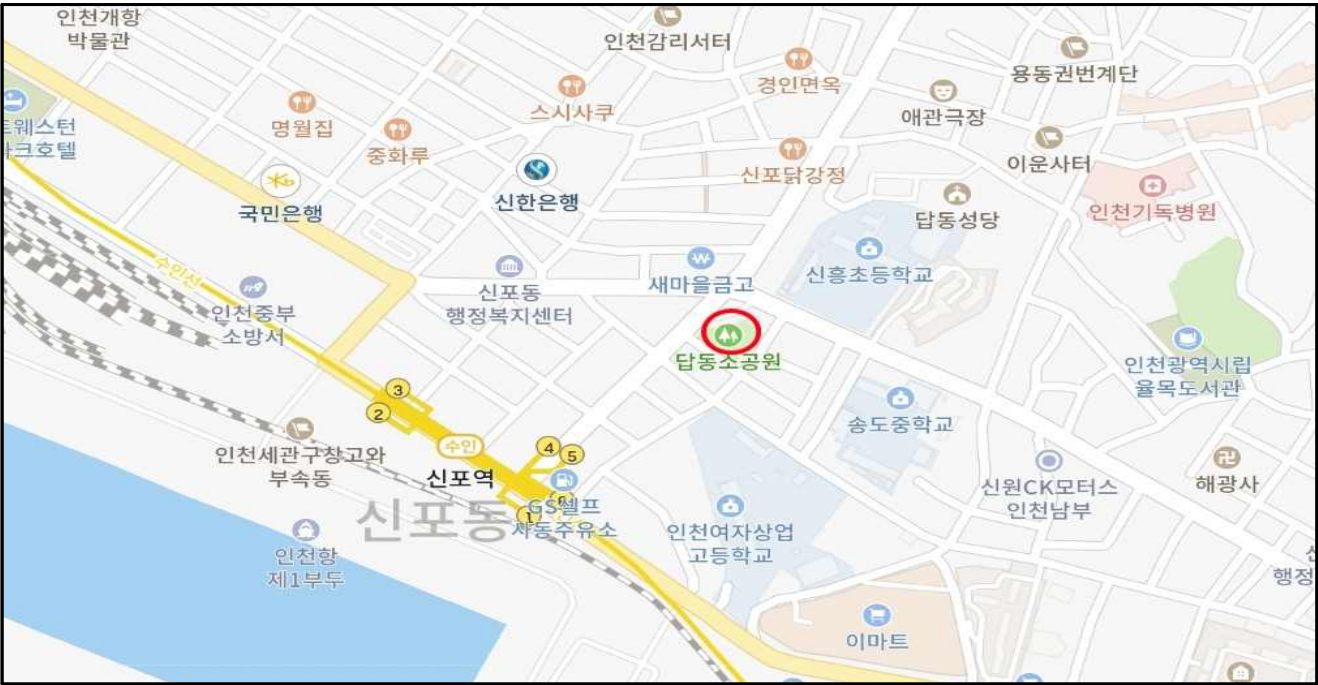 인천개항
박물관
인천감리서터
경인면옥
용동권번계단
스시사쿠
애관극장
명월집
중화루
이운사터
신포닭강정
신한은행
국민은행
답동성당
인천기독병원
수인선
새마을금고
신흥초등학교
신포동
행정복지센터
인천중부
소방서
답동소공원
인천광역시립
율목도서관
3
2
송도중학교
인천세관구창고와
부속동
수인
4
5
신포역
신원CK모터스
인천남부
해광사
신포동
1
GS셀프
자동주유소
인천여자상업
고등학교
인천항
제1부두
이마트
행정